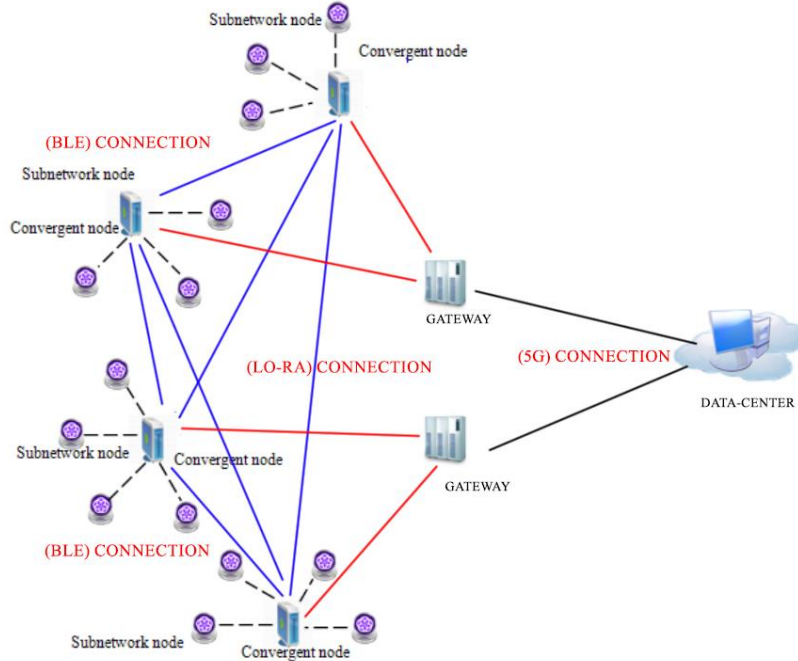 Subnetwork node
Convergent node
(BLE) CONNECTION
Subnetwork node
Convergent node
GATEWAY
(LO-RA) CONNECTION
(5G) CONNECTION
DATA-CENTER
Subnetwork node
Convergent node
GATEWAY
(BLE) CONNECTION
Subnetwork node
Convergent node